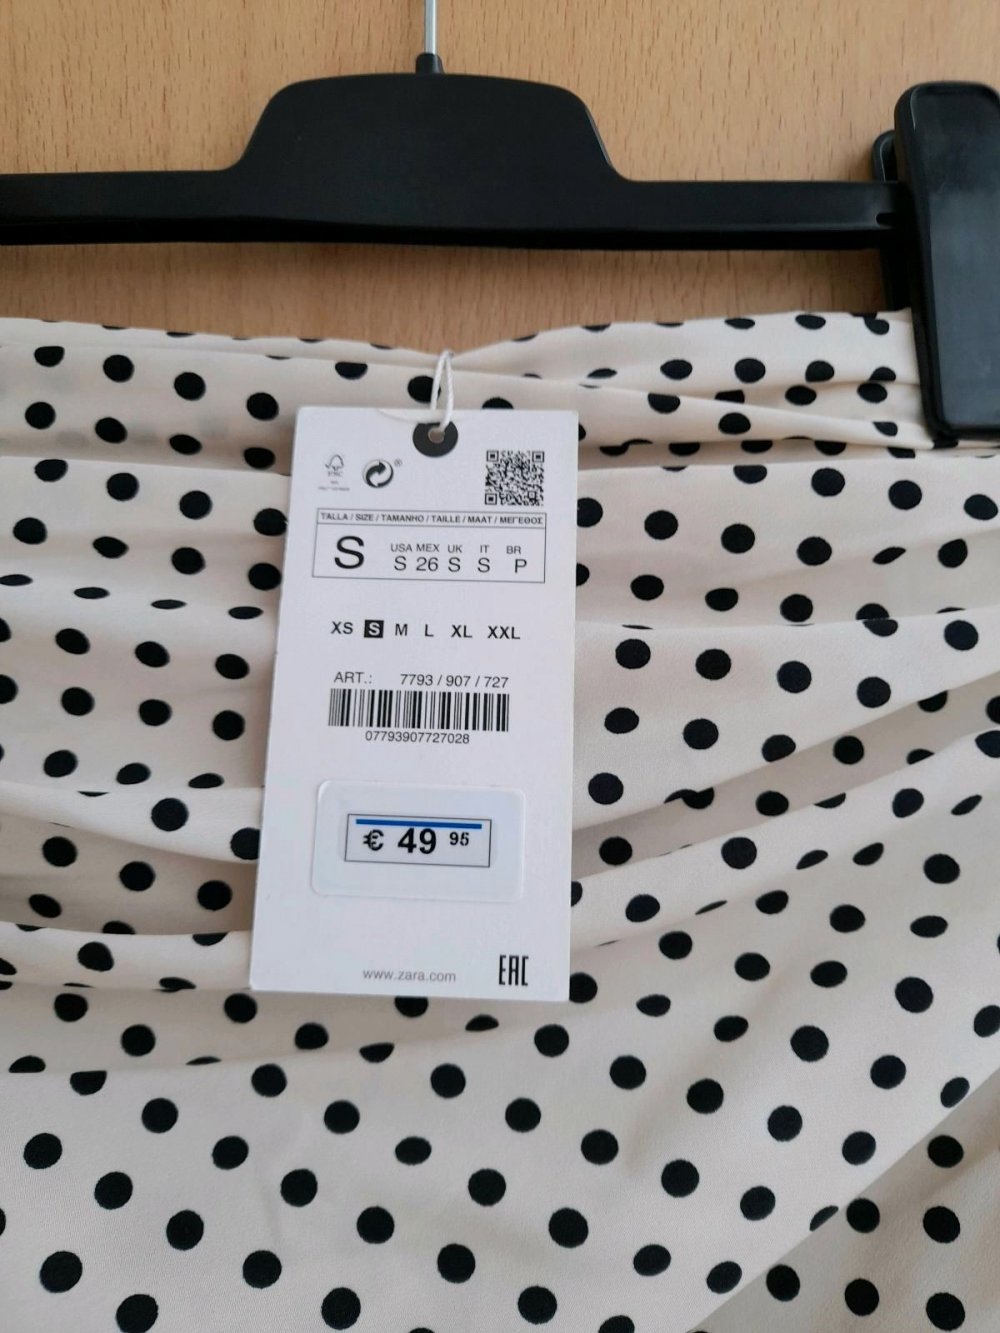 FSC
®
TALLA / SIZE / TAMANHO / TAILLE / MAAT / ΜΕΓΕΘΟΣ
S
USA MEX UK IT BR
S 26 S S P
XS S M L XL XXL
ART.: 7793 / 907 / 727
07793907727028
€ 49 95
www.zara.com
EAC